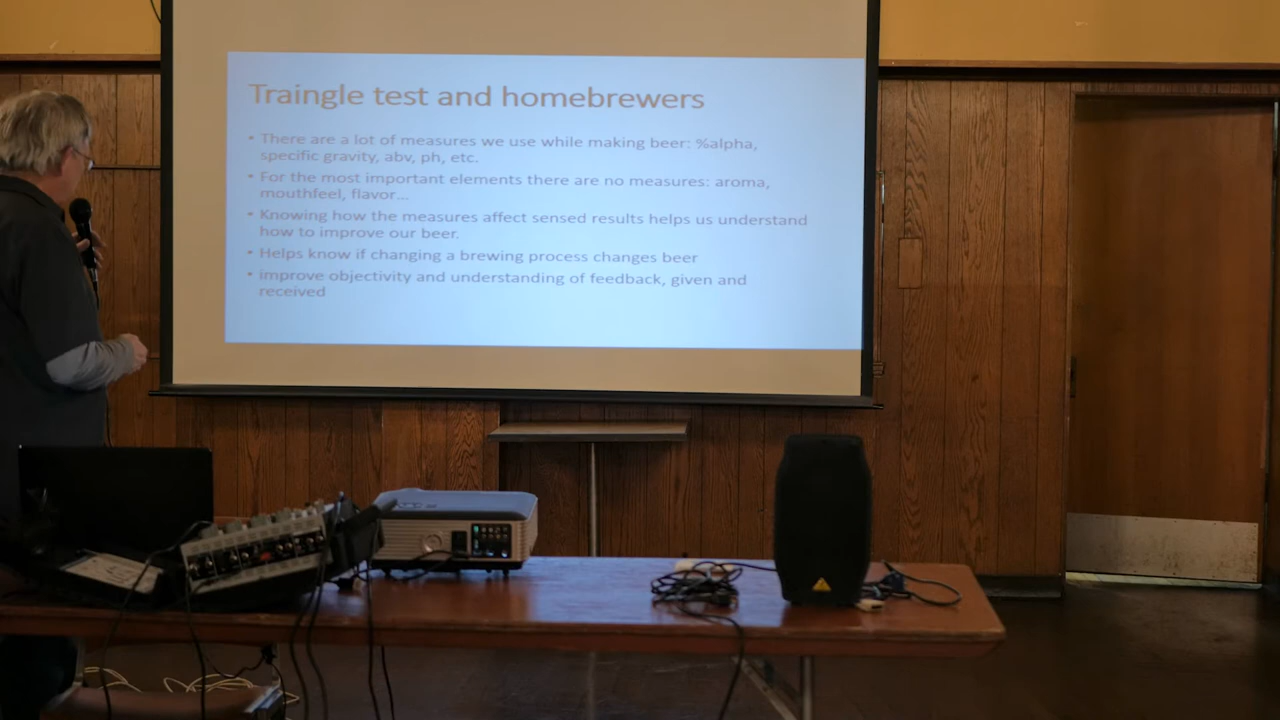 Traingle test and homebrewers
• There are a lot of measures we use while making beer: %alpha,
specific gravity, abv, ph, etc.
• For the most important elements there are no measures: aroma,
mouthfeel, flavor...
• Knowing how the measures affect sensed results helps us understand
how to improve our beer.
• Helps know if changing a brewing process changes beer
• improve objectivity and understanding of feedback, given and
received